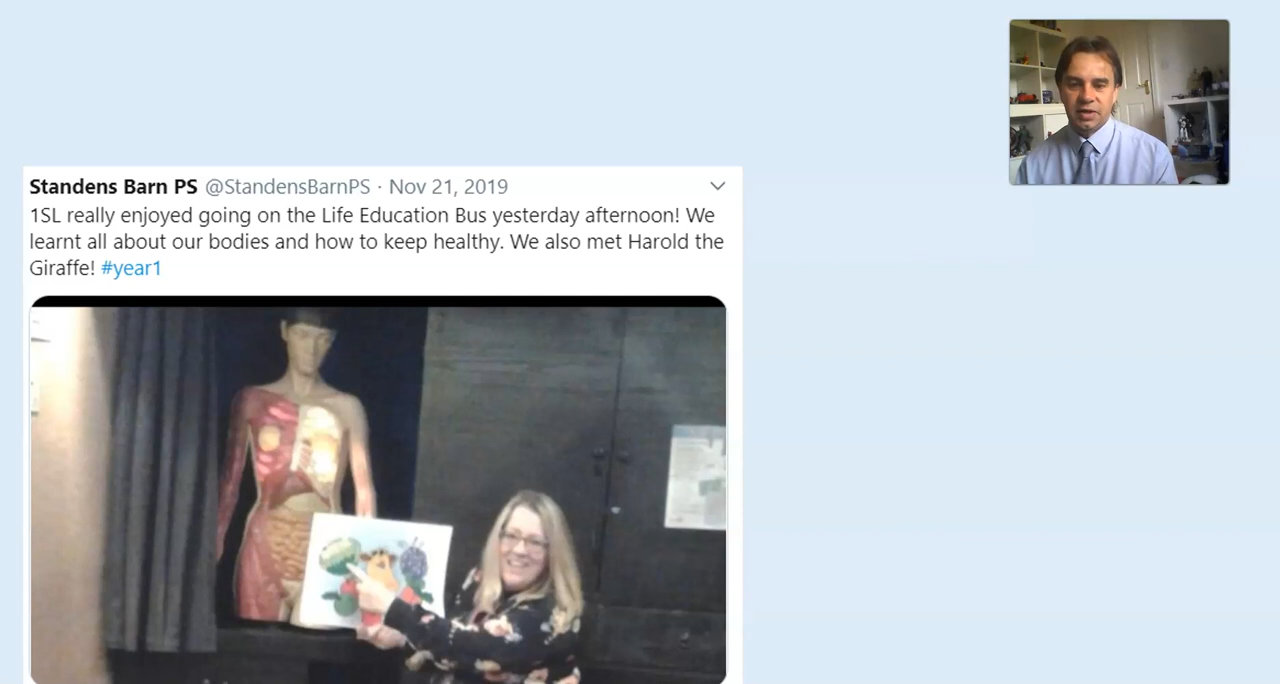 Standens Barn PS @StandensBarnPS · Nov 21, 2019
1SL really enjoyed going on the Life Education Bus yesterday afternoon! We
learnt all about our bodies and how to keep healthy. We also met Harold the
Giraffe! #year1